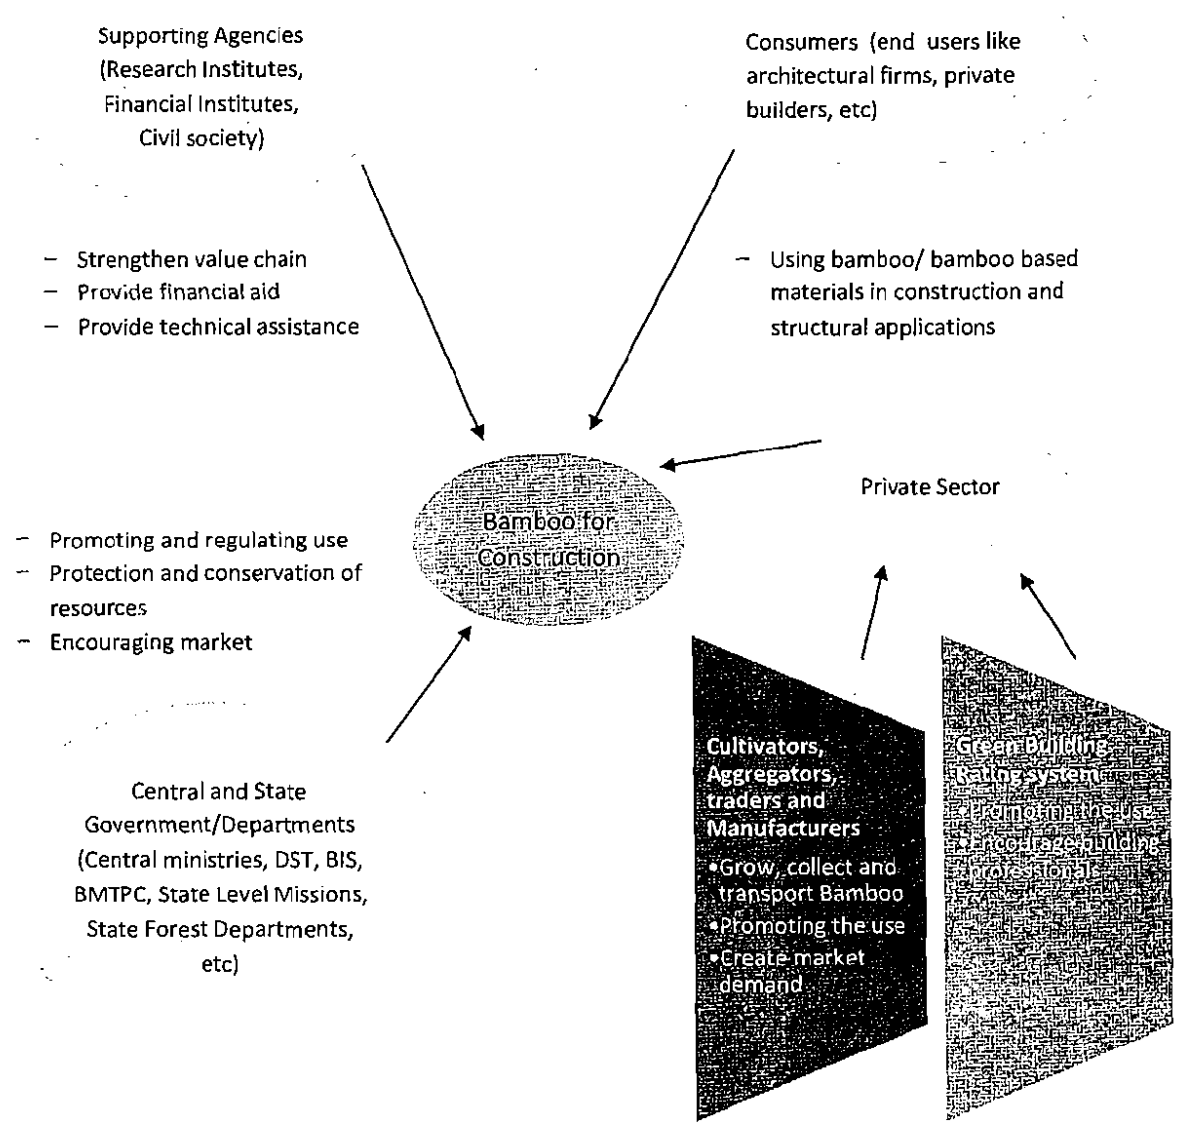 Supporting Agencies
(Research Institutes,
Financial Institutes,
Civil society)
Consumers (end users like
architectural firms, private
builders, etc)
– Strengthen value chain
– Provide financial aid
– Provide technical assistance
– Using bamboo/ bamboo based
materials in construction and
structural applications
Bamboo for
Construction
Private Sector
– Promoting and regulating use
– Protection and conservation of
resources
– Encouraging market
Central and State
Government/Departments
(Central ministries, DST, BIS,
BMTPC, State Level Missions,
State Forest Departments,
etc)
Cultivators,
Aggregators,
traders and
Manufacturers
•Grow, collect and
transport Bamboo
•Promoting the use
•Create market
demand
Green Building
Rating system
•Promoting the use
•Encourage building
professionals